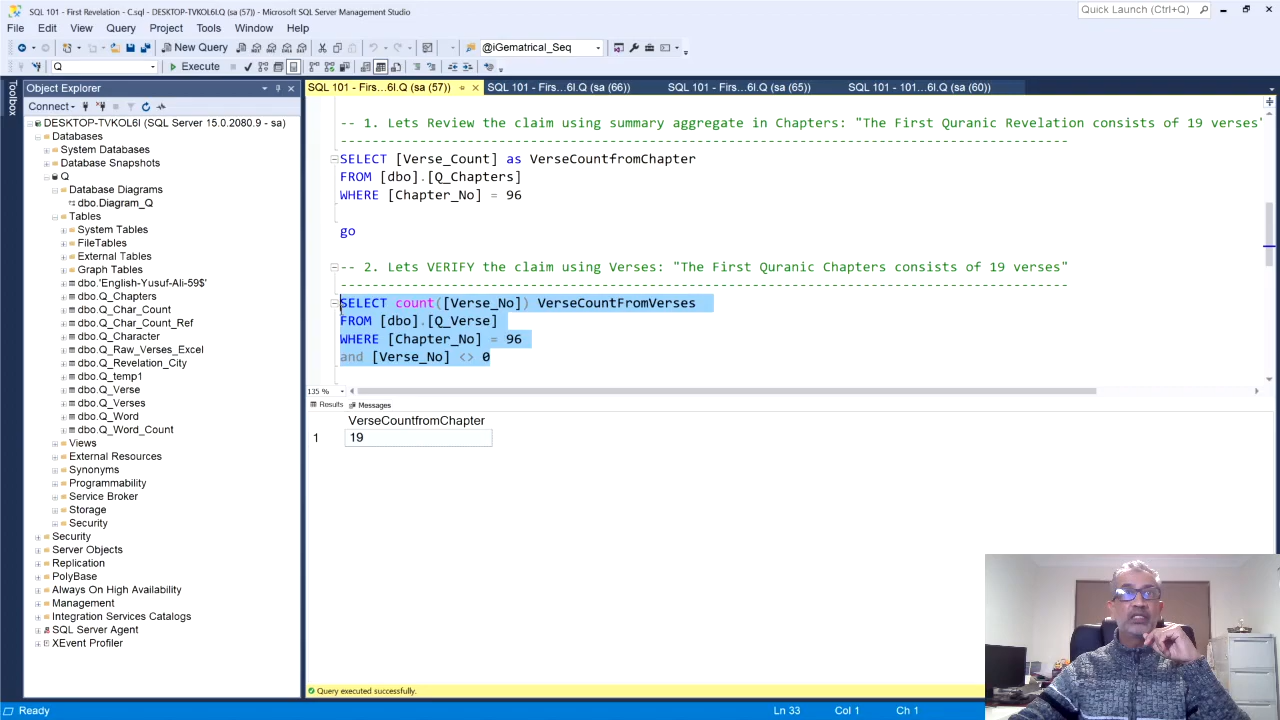 SQL 101 - First Revelation - C.sql - DESKTOP-TVKOL6I.Q (sa (57)) - Microsoft SQL Server Management Studio
Quick Launch (Ctrl+Q)
File Edit View Query Project Tools Window Help
New Query
@iGematrical_Seq
Q
Execute
Toolbox
Object Explorer
SQL 101 - Firs...6I.Q (sa (57))
SQL 101 - Firs...6I.Q (sa (66))
SQL 101 - Firs...6I.Q (sa (65))
SQL 101 - 101...6I.Q (sa (60))
Connect
DESKTOP-TVKOL6I (SQL Server 15.0.2080.9 - sa)
Databases
System Databases
Database Snapshots
Q
Database Diagrams
dbo.Diagram_Q
Tables
System Tables
FileTables
External Tables
Graph Tables
dbo.'English-Yusuf-Ali-59$'
dbo.Q_Chapters
dbo.Q_Char_Count
dbo.Q_Char_Count_Ref
dbo.Q_Character
dbo.Q_Raw_Verses_Excel
dbo.Q_Revelation_City
dbo.Q_temp1
dbo.Q_Verse
dbo.Q_Verses
dbo.Q_Word
dbo.Q_Word_Count
Views
External Resources
Synonyms
Programmability
Service Broker
Storage
Security
Security
Server Objects
Replication
PolyBase
Always On High Availability
Management
Integration Services Catalogs
SQL Server Agent
XEvent Profiler
-- 1. Lets Review the claim using summary aggregate in Chapters: "The First Quranic Revelation consists of 19 verses"
--------------------------------------------------------------------------------------------
SELECT [Verse_Count] as VerseCountfromChapter
FROM [dbo].[Q_Chapters]
WHERE [Chapter_No] = 96
go
-- 2. Lets VERIFY the claim using Verses: "The First Quranic Chapters consists of 19 verses"
--------------------------------------------------------------------------------------------
SELECT count([Verse_No]) VerseCountFromVerses
FROM [dbo].[Q_Verse]
WHERE [Chapter_No] = 96
and [Verse_No] <> 0
135 %
Results Messages
VerseCountfromChapter
1 19
Query executed successfully.
Ready
Ln 33 Col 1 Ch 1